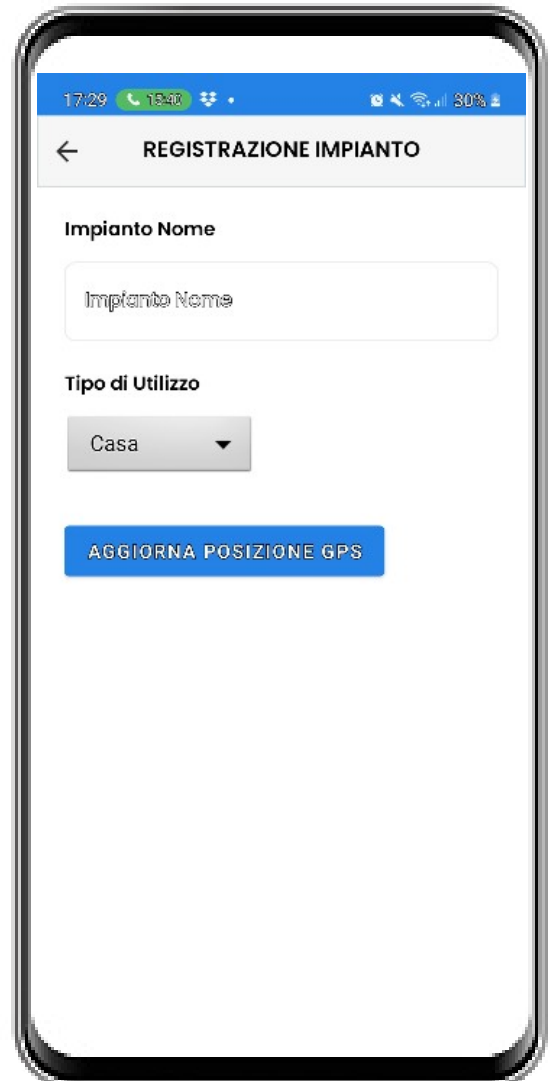 17:29 15:40 30%
REGISTRAZIONE IMPIANTO
Impianto Nome
Impianto Nome
Tipo di Utilizzo
Casa
AGGIORNA POSIZIONE GPS